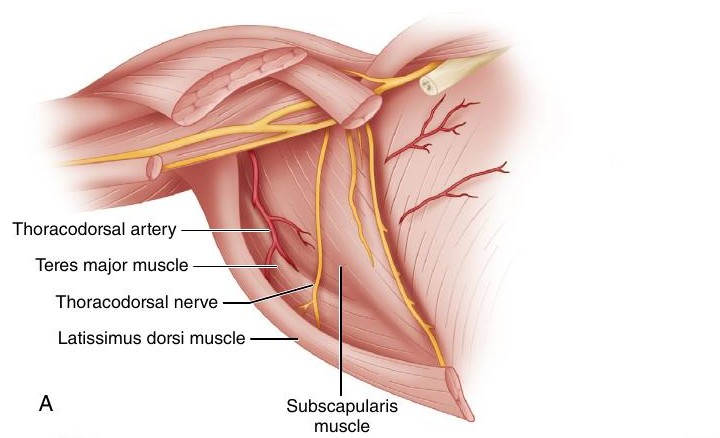 Thoracodorsal artery
Teres major muscle
Thoracodorsal nerve
Latissimus dorsi muscle
A
Subscapularis
muscle